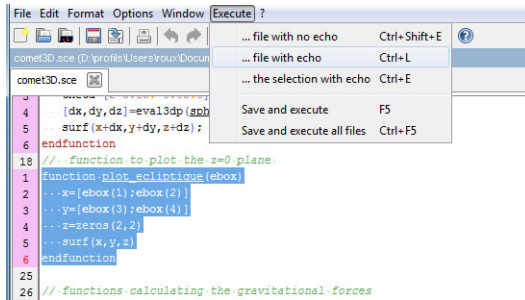 File Edit Format Options Window Execute ?
... file with no echo Ctrl+Shift+E
... file with echo Ctrl+L
... the selection with echo Ctrl+E
Save and execute F5
Save and execute all files Ctrl+F5
comet3D.sce (D:\profils\Users\roux\Docun
comet3D.sce
4 [dx,dy,dz]=eval3dp(sph
5 surf(x+dx,y+dy,z+dz);
6 endfunction
18 // function to plot the z=0 plane
1 function plot_ecliptique(ebox)
2 x=[ebox(1);ebox(2)]
3 y=[ebox(3);ebox(4)]
4 z=zeros(2,2)
5 surf(x,y,z)
6 endfunction
25
26 // functions calculating the gravitational forces